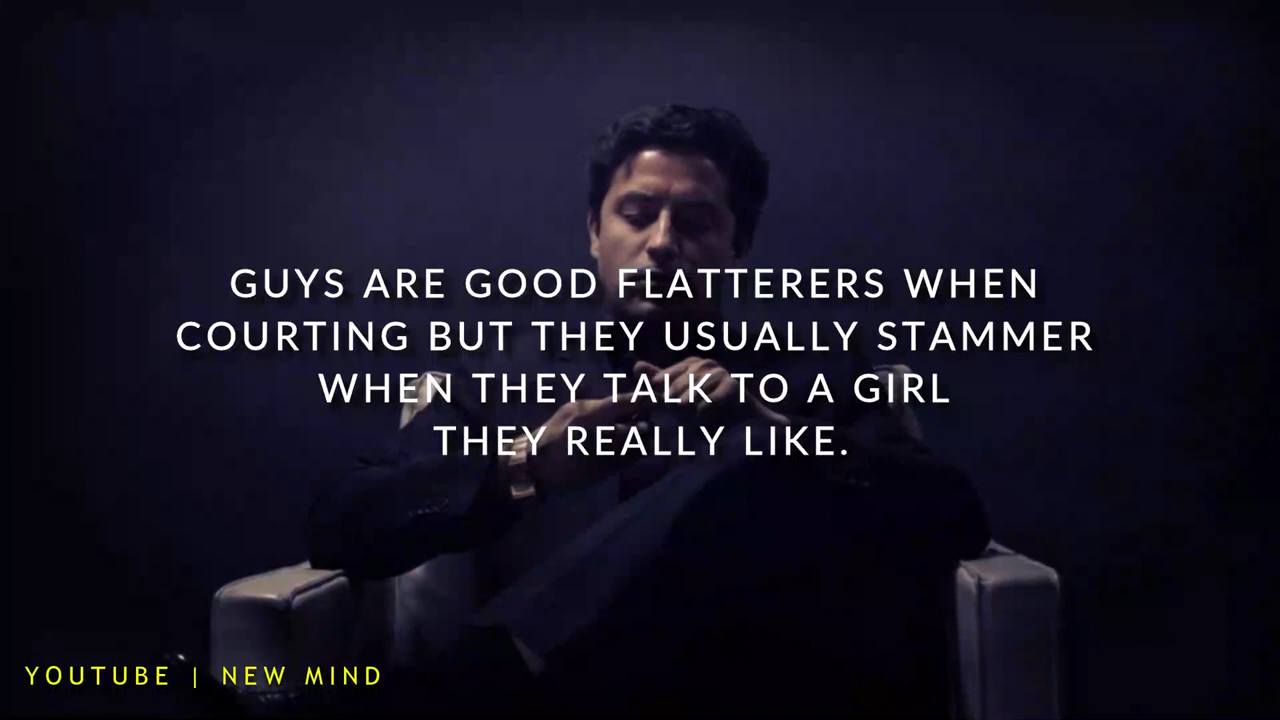 GUYS ARE GOOD FLATTERERS WHEN
COURTING BUT THEY USUALLY STAMMER
WHEN THEY TALK TO A GIRL
THEY REALLY LIKE.
YOUTUBE | NEW MIND